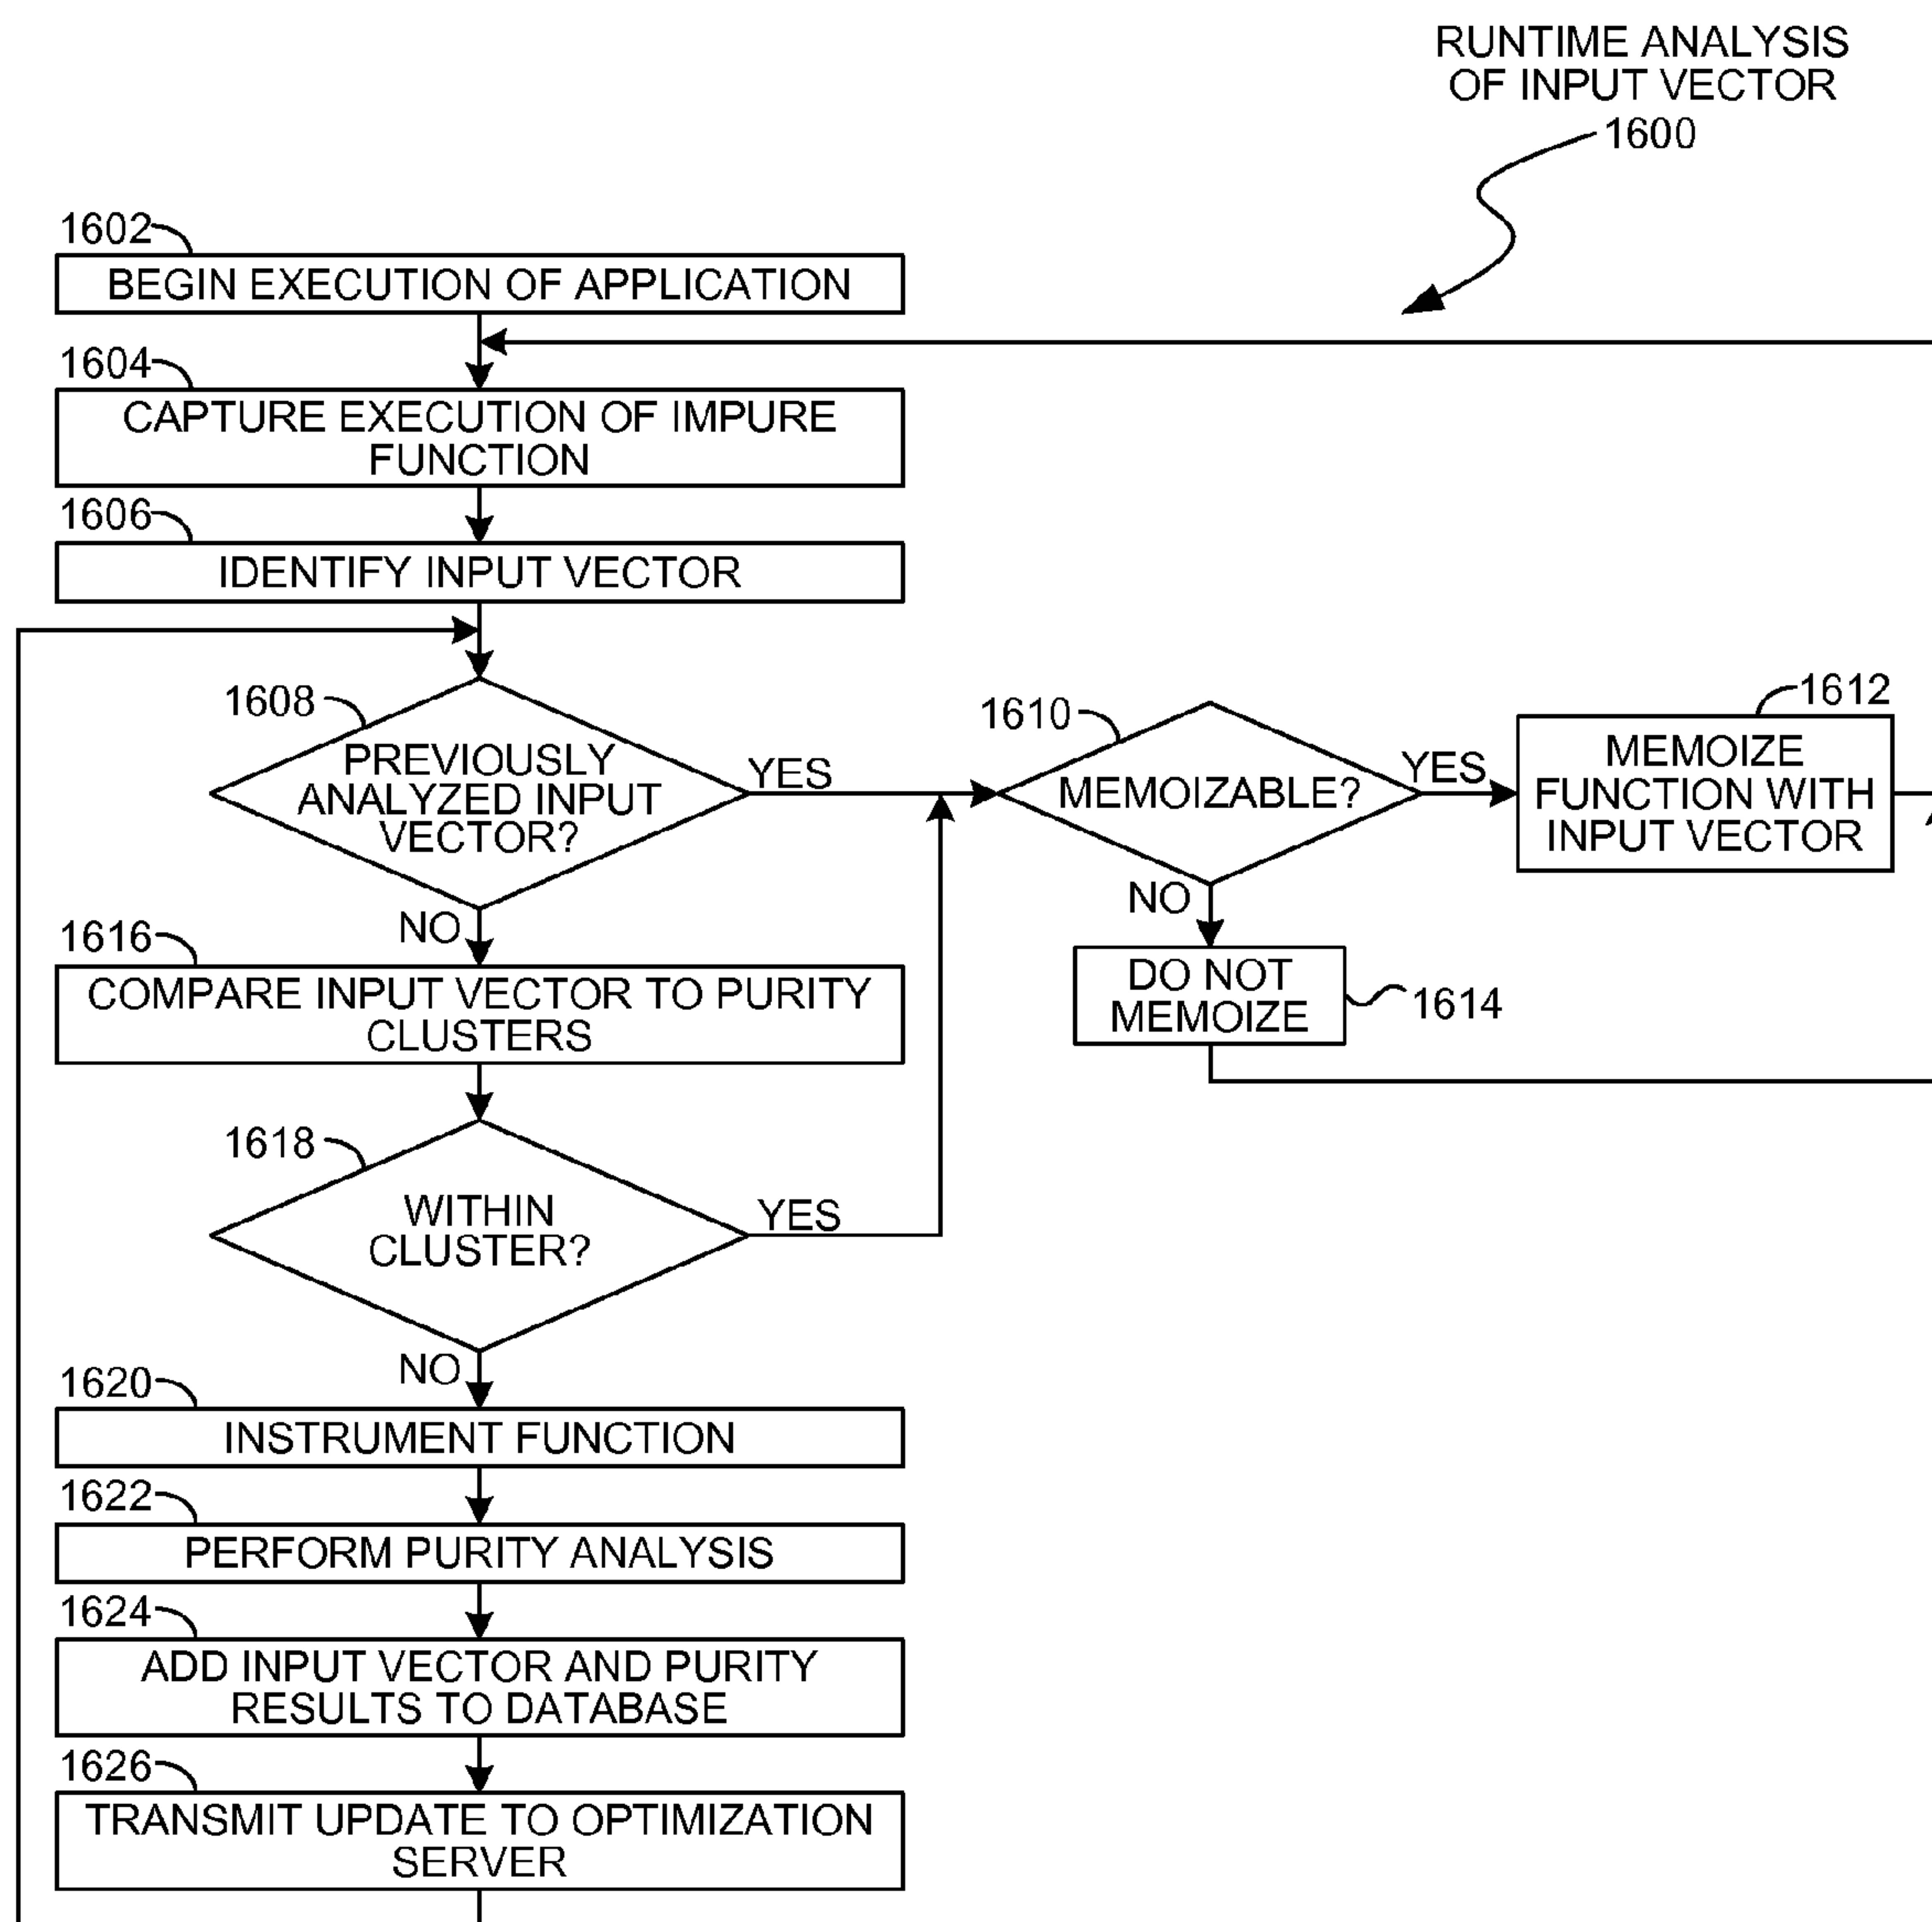 RUNTIME ANALYSIS
OF INPUT VECTOR
1600
1602
BEGIN EXECUTION OF APPLICATION
1604
CAPTURE EXECUTION OF IMPURE
FUNCTION
1606
IDENTIFY INPUT VECTOR
1608
PREVIOUSLY
ANALYZED INPUT
VECTOR?
YES
NO
1610
MEMOIZABLE?
YES
NO
1612
MEMOIZE
FUNCTION WITH
INPUT VECTOR
DO NOT
MEMOIZE
1614
1616
COMPARE INPUT VECTOR TO PURITY
CLUSTERS
1618
WITHIN
CLUSTER?
YES
NO
1620
INSTRUMENT FUNCTION
1622
PERFORM PURITY ANALYSIS
1624
ADD INPUT VECTOR AND PURITY
RESULTS TO DATABASE
1626
TRANSMIT UPDATE TO OPTIMIZATION
SERVER